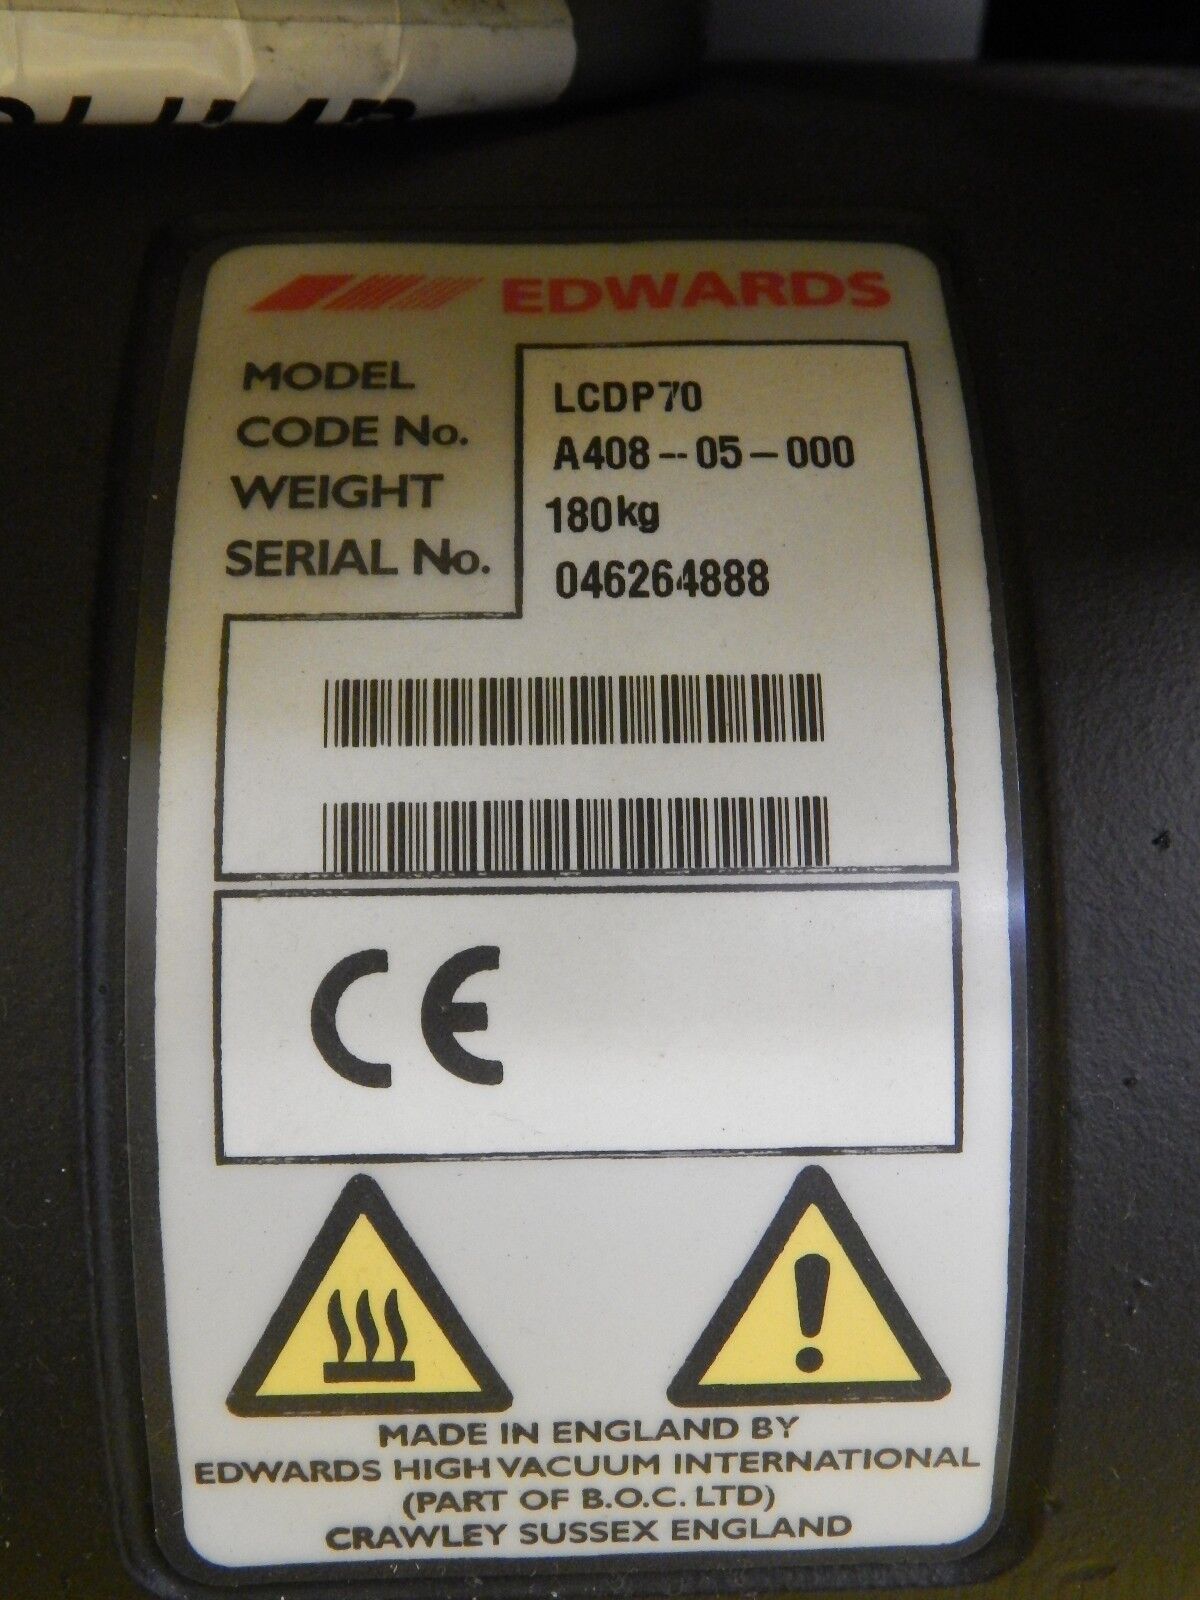 EDWARDS
MODEL LCDP70
CODE No. A408-05-000
WEIGHT 180kg
SERIAL No. 046264888
CE
MADE IN ENGLAND BY
EDWARDS HIGH VACUUM INTERNATIONAL
(PART OF B.O.C. LTD)
CRAWLEY SUSSEX ENGLAND